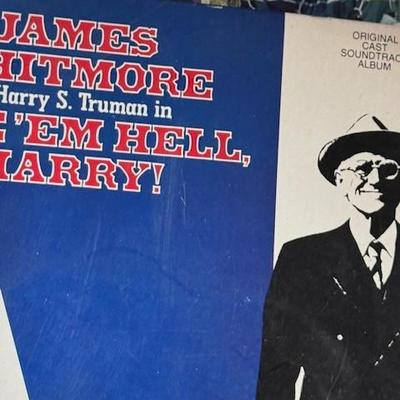 JAMES
HITMORE
Harry S. Truman in
E 'EM HELL,
HARRY!
ORIGINAL
CAST
SOUNDTRAC
ALBUM